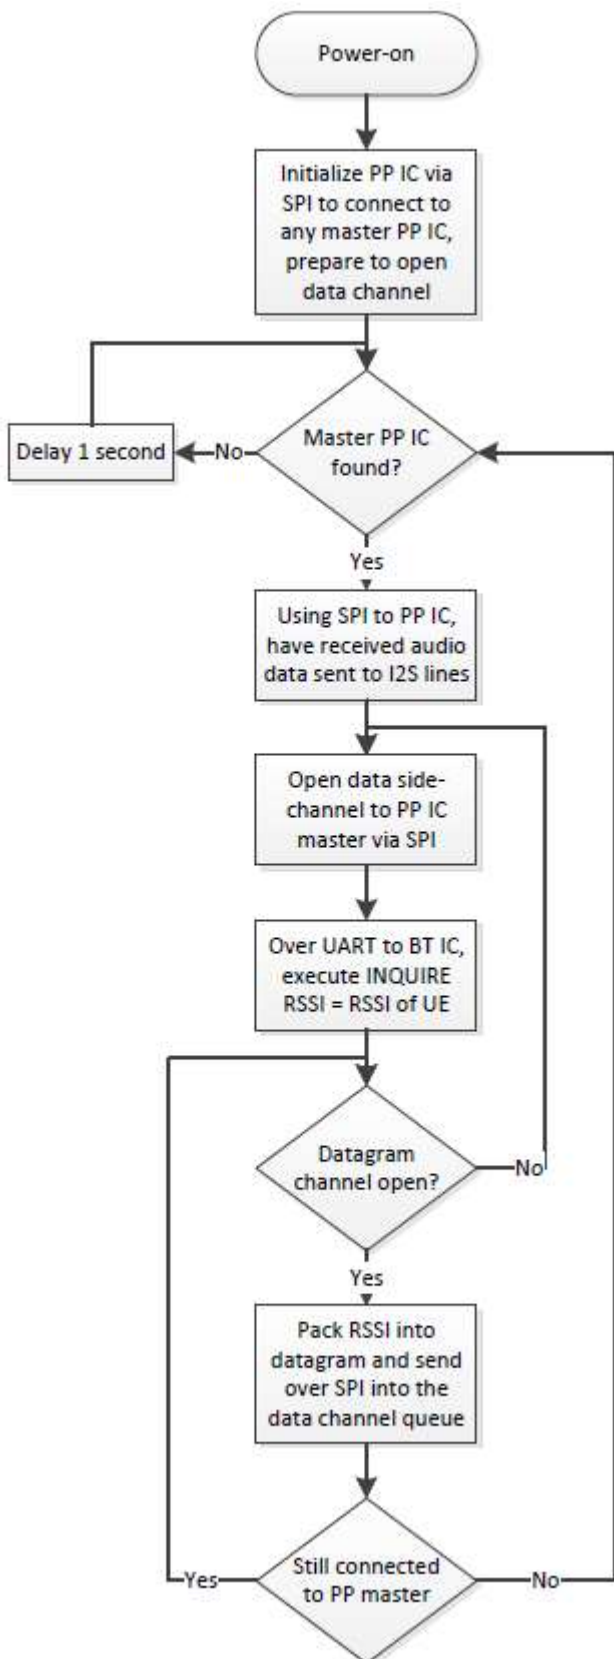 Power-on
Initialize PP IC via
SPI to connect to
any master PP IC,
prepare to open
data channel
Master PP IC
found?
No
Delay 1 second
Yes
Using SPI to PP IC,
have received audio
data sent to I2S lines
Open data side-
channel to PP IC
master via SPI
Over UART to BT IC,
execute INQUIRE
RSSI = RSSI of UE
Datagram
channel open?
No
Yes
Pack RSSI into
datagram and send
over SPI into the
data channel queue
Still connected
to PP master
Yes
No